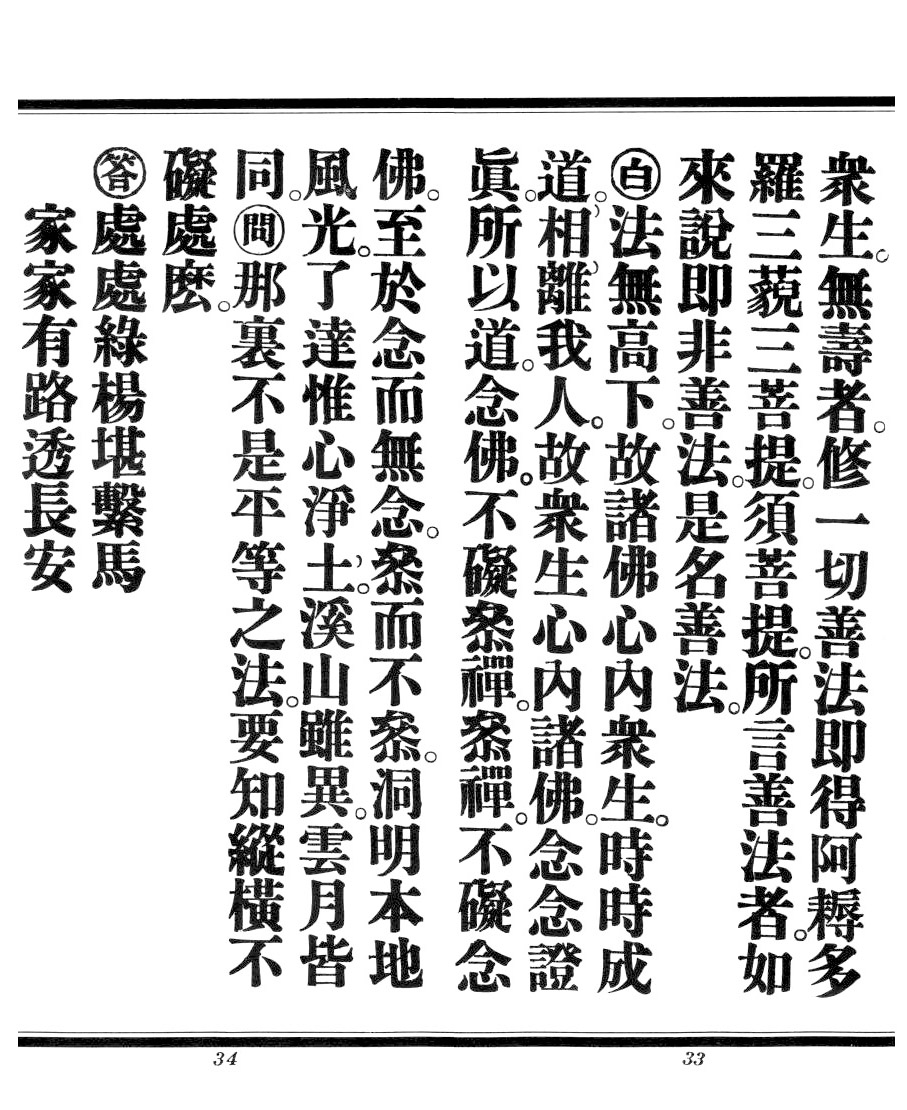 衆生。無壽者。修一切善法即得阿耨多
羅三藐三菩提。須菩提。所言善法者。如
來說即非善法。是名善法。
㊀白法無高下。故諸佛心內衆生。時時成
道。相離我人。故衆生心內諸佛。念念證
眞。所以道。念佛。不礙叅禪。叅禪。不礙念
佛。至於念而無念。叅而不叅。洞明本地
風光。了達惟心淨土。溪山雖異。雲月皆
同。問那裏不是平等之法。要知縱橫不
礙處麽。
答處處綠楊堪繫馬
家家有路透長安
34
33